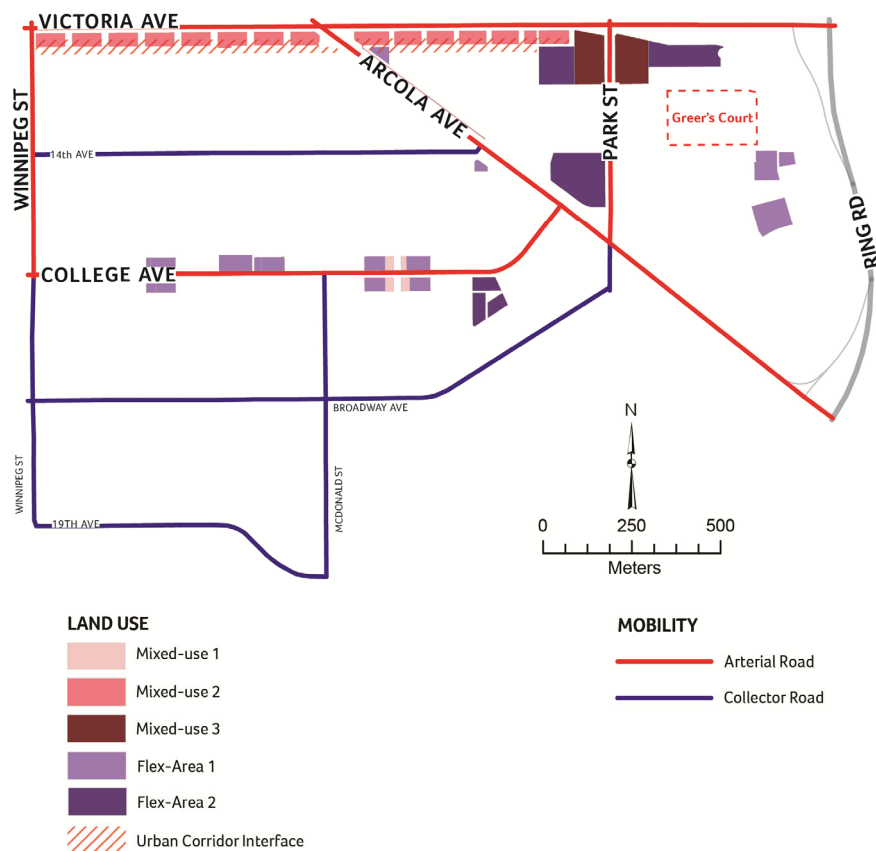 VICTORIA AVE
WINNIPEG ST
ARCOLA AVE
PARK ST
Greer's Court
14th AVE
RING RD
COLLEGE AVE
BROADWAY AVE
WINNIPEG ST
MCDONALD ST
19TH AVE
N
0 250 500
Meters
LAND USE
Mixed-use 1
Mixed-use 2
Mixed-use 3
Flex-Area 1
Flex-Area 2
Urban Corridor Interface
MOBILITY
Arterial Road
Collector Road